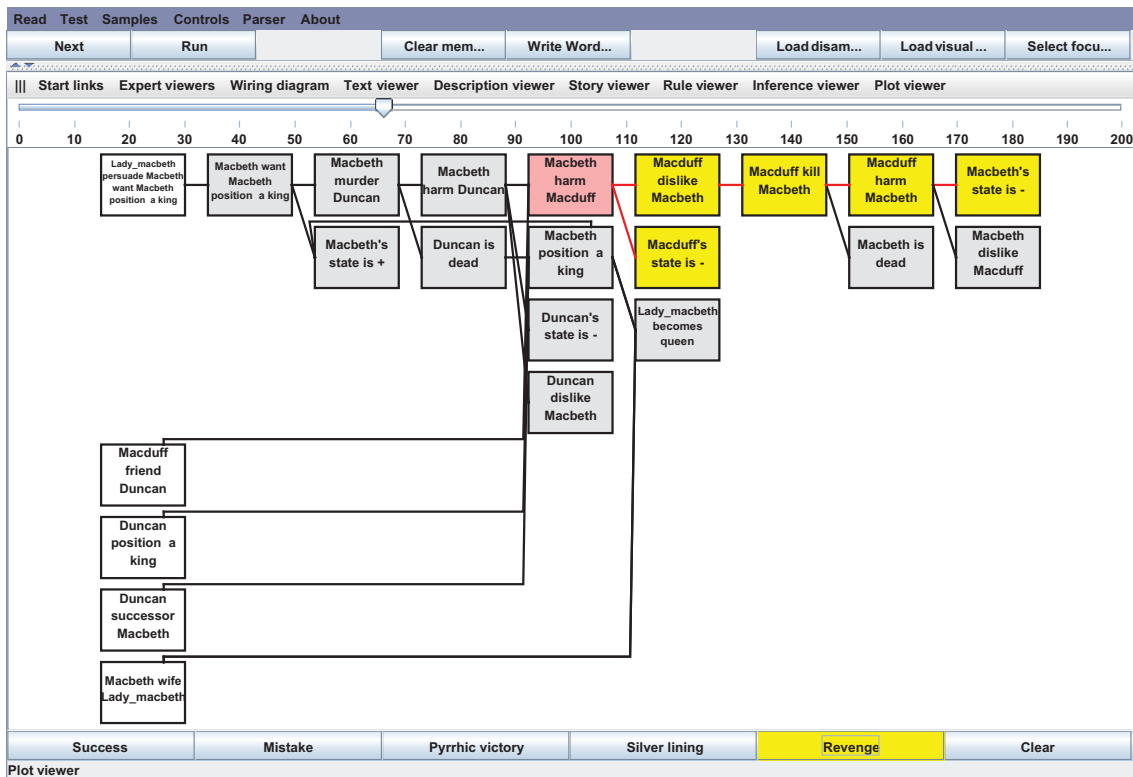 Read Test Samples Controls Parser About
Next Run Clear mem... Write Word... Load disam... Load visual ... Select focu...
||| Start links Expert viewers Wiring diagram Text viewer Description viewer Story viewer Rule viewer Inference viewer Plot viewer
0 10 20 30 40 50 60 70 80 90 100 110 120 130 140 150 160 170 180 190 200
Lady_macbeth
persuade Macbeth
want Macbeth
position a king
Macbeth want
Macbeth
position a king
Macbeth
murder
Duncan
Macbeth
harm Duncan
Macbeth
harm
Macduff
Macduff
dislike
Macbeth
Macduff kill
Macbeth
Macduff
harm
Macbeth
Macbeth's
state is -
Macbeth's
state is +
Duncan is
dead
Macbeth
position a
king
Macduff's
state is -
Macbeth is
dead
Macbeth
dislike
Macduff
Duncan's
state is -
Lady_macbeth
becomes
queen
Duncan
dislike
Macbeth
Macduff
friend
Duncan
Duncan
position a
king
Duncan
successor
Macbeth
Macbeth wife
Lady_macbeth
Success Mistake Pyrrhic victory Silver lining Revenge Clear
Plot viewer